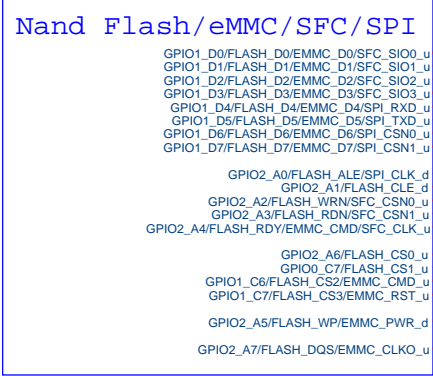 Nand Flash/eMMC/SFC/SPI
GPIO1_D0/FLASH_D0/EMMC_D0/SFC_SIO0_u
GPIO1_D1/FLASH_D1/EMMC_D1/SFC_SIO1_u
GPIO1_D2/FLASH_D2/EMMC_D2/SFC_SIO2_u
GPIO1_D3/FLASH_D3/EMMC_D3/SFC_SIO3_u
GPIO1_D4/FLASH_D4/EMMC_D4/SPI_RXD_u
GPIO1_D5/FLASH_D5/EMMC_D5/SPI_TXD_u
GPIO1_D6/FLASH_D6/EMMC_D6/SPI_CSN0_u
GPIO1_D7/FLASH_D7/EMMC_D7/SPI_CSN1_u
GPIO2_A0/FLASH_ALE/SPI_CLK_d
GPIO2_A1/FLASH_CLE_d
GPIO2_A2/FLASH_WRN/SFC_CSN0_u
GPIO2_A3/FLASH_RDN/SFC_CSN1_u
GPIO2_A4/FLASH_RDY/EMMC_CMD/SFC_CLK_u
GPIO2_A6/FLASH_CS0_u
GPIO0_C7/FLASH_CS1_u
GPIO1_C6/FLASH_CS2/EMMC_CMD_u
GPIO1_C7/FLASH_CS3/EMMC_RST_u
GPIO2_A5/FLASH_WP/EMMC_PWR_d
GPIO2_A7/FLASH_DQS/EMMC_CLKO_u